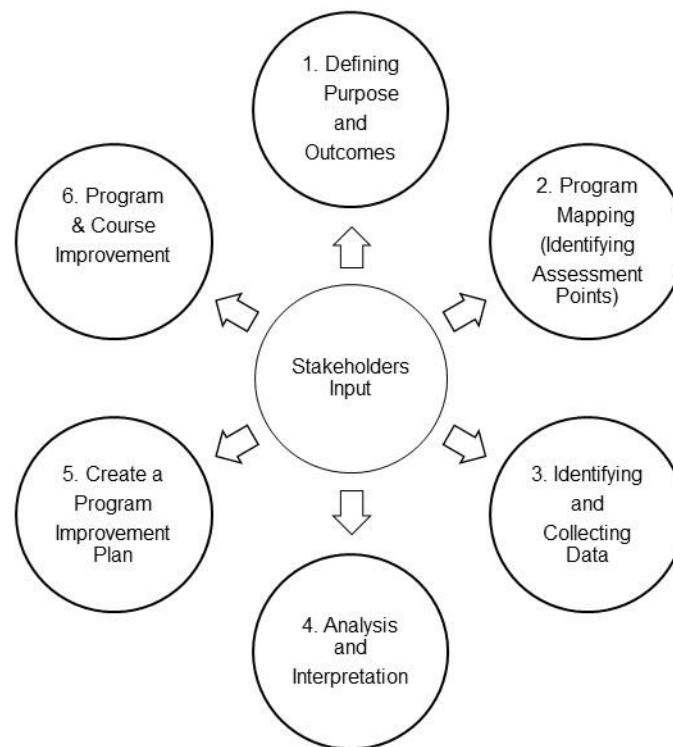 1. Defining
Purpose
and
Outcomes
2. Program
Mapping
(Identifying
Assessment
Points)
3. Identifying
and
Collecting
Data
4. Analysis
and
Interpretation
5. Create a
Program
Improvement
Plan
6. Program
& Course
Improvement
Stakeholders
Input